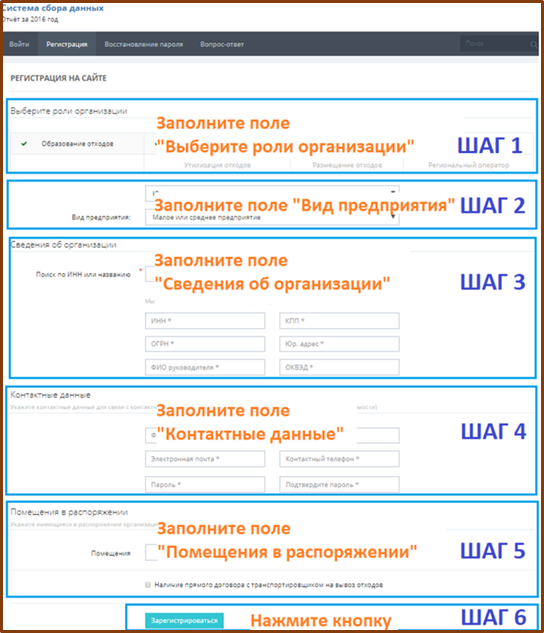 Система сбора данных
Отчёт за 2016 год
Войти Регистрация Восстановление пароля Вопрос-ответ Поиск
РЕГИСТРАЦИЯ НА САЙТЕ
Выберите роли организации
Заполните поле
"Выберите роли организации"
ШАГ 1
Образование отходов
Утилизация отходов Размещение отходов Региональный оператор
Заполните поле "Вид предприятия"
ШАГ 2
Вид предприятия: Малое или среднее предприятие
Сведения об организации
Заполните поле
"Сведения об организации"
ШАГ 3
Поиск по ИНН или названию *
Мы
ИНН * КПП *
ОГРН * Юр. адрес *
ФИО руководителя * ОКВЭД *
Контактные данные
Укажите контактные данные для связи с контактн
Заполните поле
"Контактные данные"
ШАГ 4
Электронная почта * Контактный телефон *
Пароль * Подтвердите пароль *
Помещения в распоряжении
Укажите имеющиеся в распоряжении организац
Заполните поле
"Помещения в распоряжении"
ШАГ 5
Помещения
Наличие прямого договора с транспортировщиком на вывоз отходов
Зарегистрироваться Нажмите кнопку ШАГ 6